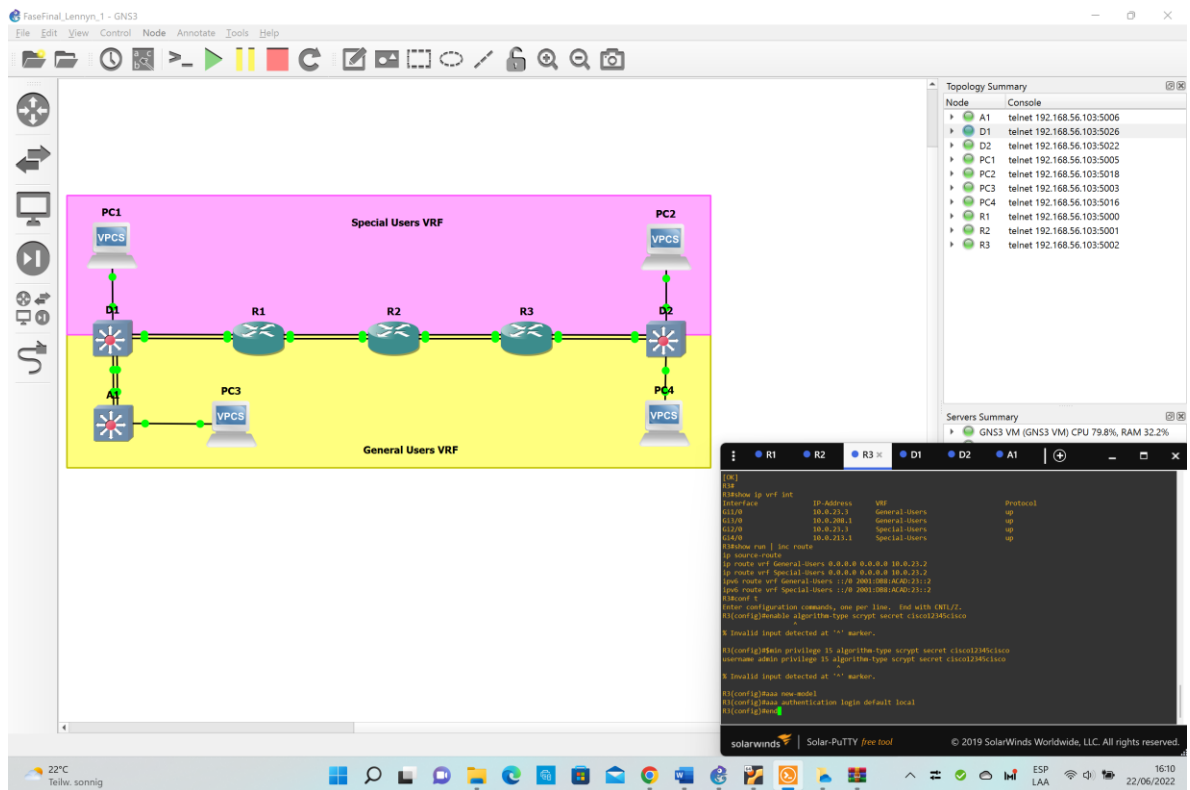 FaseFinal_Lennyn_1 - GNS3
File Edit View Control Node Annotate Tools Help
Topology Summary
Node Console
A1 telnet 192.168.56.103:5006
D1 telnet 192.168.56.103:5026
D2 telnet 192.168.56.103:5022
PC1 telnet 192.168.56.103:5005
PC2 telnet 192.168.56.103:5018
PC3 telnet 192.168.56.103:5003
PC4 telnet 192.168.56.103:5016
R1 telnet 192.168.56.103:5000
R2 telnet 192.168.56.103:5001
R3 telnet 192.168.56.103:5002
PC1
Special Users VRF
PC2
VPCS
VPCS
D1
R1
R2
R3
D2
A1
PC3
PC4
VPCS
VPCS
General Users VRF
Servers Summary
GNS3 VM (GNS3 VM) CPU 79.8%, RAM 32.2%
R1 R2 R3 D1 D2 A1
[OK]
R3#
R3#show ip vrf int
Interface IP-Address VRF Protocol
Gi1/0 10.0.23.3 General-Users up
Gi3/0 10.0.208.1 General-Users up
Gi2/0 10.0.23.3 Special-Users up
Gi4/0 10.0.213.1 Special-Users up
R3#show run | inc route
ip source-route
ip route vrf General-Users 0.0.0.0 0.0.0.0 10.0.23.2
ip route vrf Special-Users 0.0.0.0 0.0.0.0 10.0.23.2
ipv6 route vrf General-Users ::/0 2001:DB8:ACAD:23::2
ipv6 route vrf Special-Users ::/0 2001:DB8:ACAD:23::2
R3#conf t
Enter configuration commands, one per line. End with CNTL/Z.
R3(config)#enable algorithm-type scrypt secret cisco12345cisco
^
% Invalid input detected at '^' marker.
R3(config)#$min privilege 15 algorithm-type scrypt secret cisco12345cisco
username admin privilege 15 algorithm-type scrypt secret cisco12345cisco
^
% Invalid input detected at '^' marker.
R3(config)#aaa new-model
R3(config)#aaa authentication login default local
R3(config)#end
solarwinds Solar-PuTTY free tool © 2019 SolarWinds Worldwide, LLC. All rights reserved.
22°C
Teilw. sonnig
ESP
LAA
16:10
22/06/2022